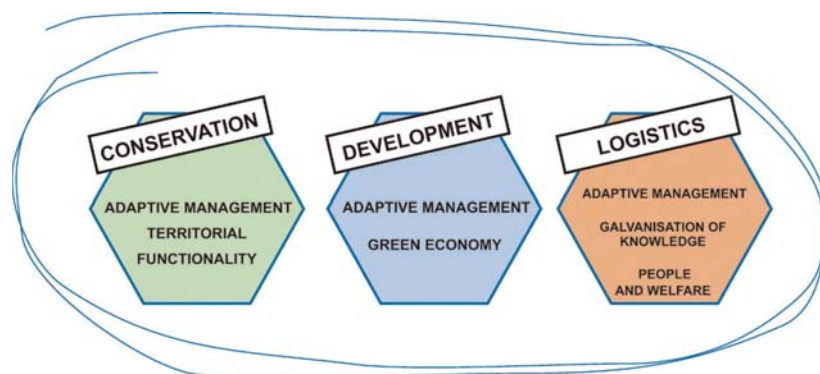 CONSERVATION
ADAPTIVE MANAGEMENT
TERRITORIAL
FUNCTIONALITY
DEVELOPMENT
ADAPTIVE MANAGEMENT
GREEN ECONOMY
LOGISTICS
ADAPTIVE MANAGEMENT
GALVANISATION OF
KNOWLEDGE
PEOPLE
AND WELFARE